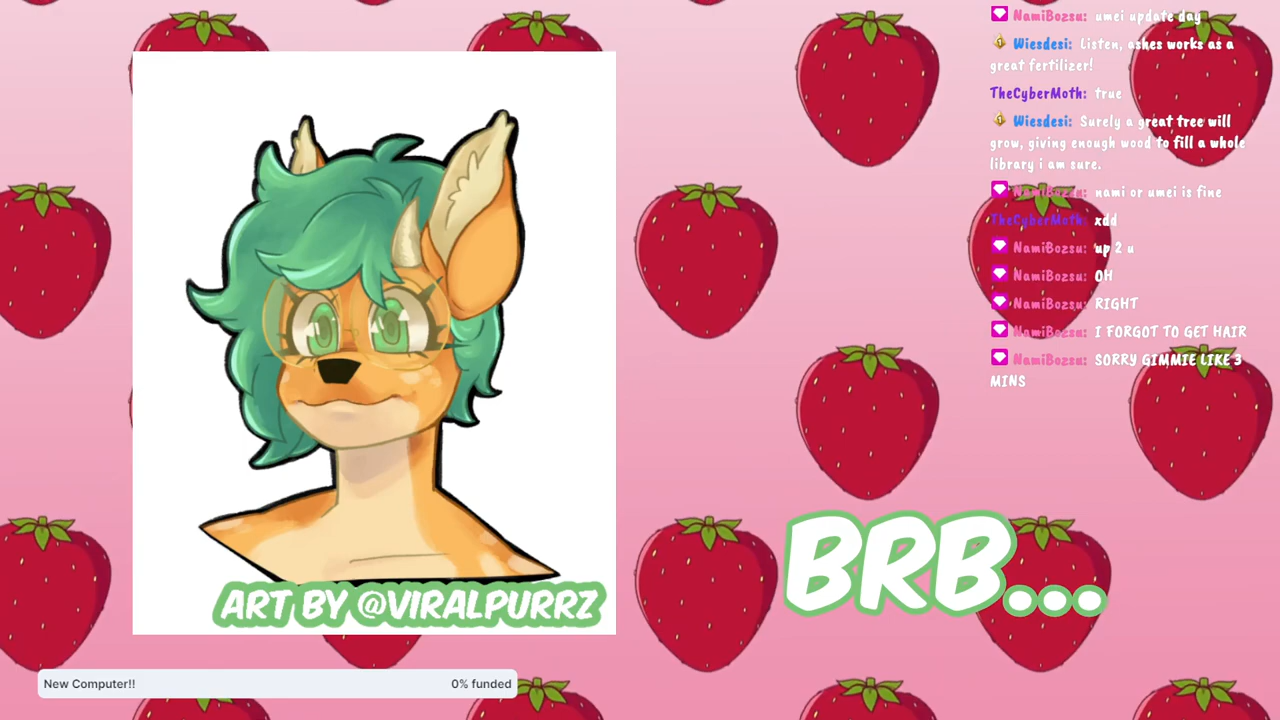 NamiBozsu: umei update day
Wiesdesi: Listen, ashes works as a
great fertilizer!
TheCyberMoth: true
Wiesdesi: Surely a great tree will
grow, giving enough wood to fill a whole
library i am sure.
NamiBozsu: nami or umei is fine
TheCyberMoth: xdd
NamiBozsu: up 2 u
NamiBozsu: OH
NamiBozsu: RIGHT
NamiBozsu: I FORGOT TO GET HAIR
NamiBozsu: SORRY GIMMIE LIKE 3
MINS
BRB...
ART BY @VIRALPURRZ
New Computer!! 0% funded